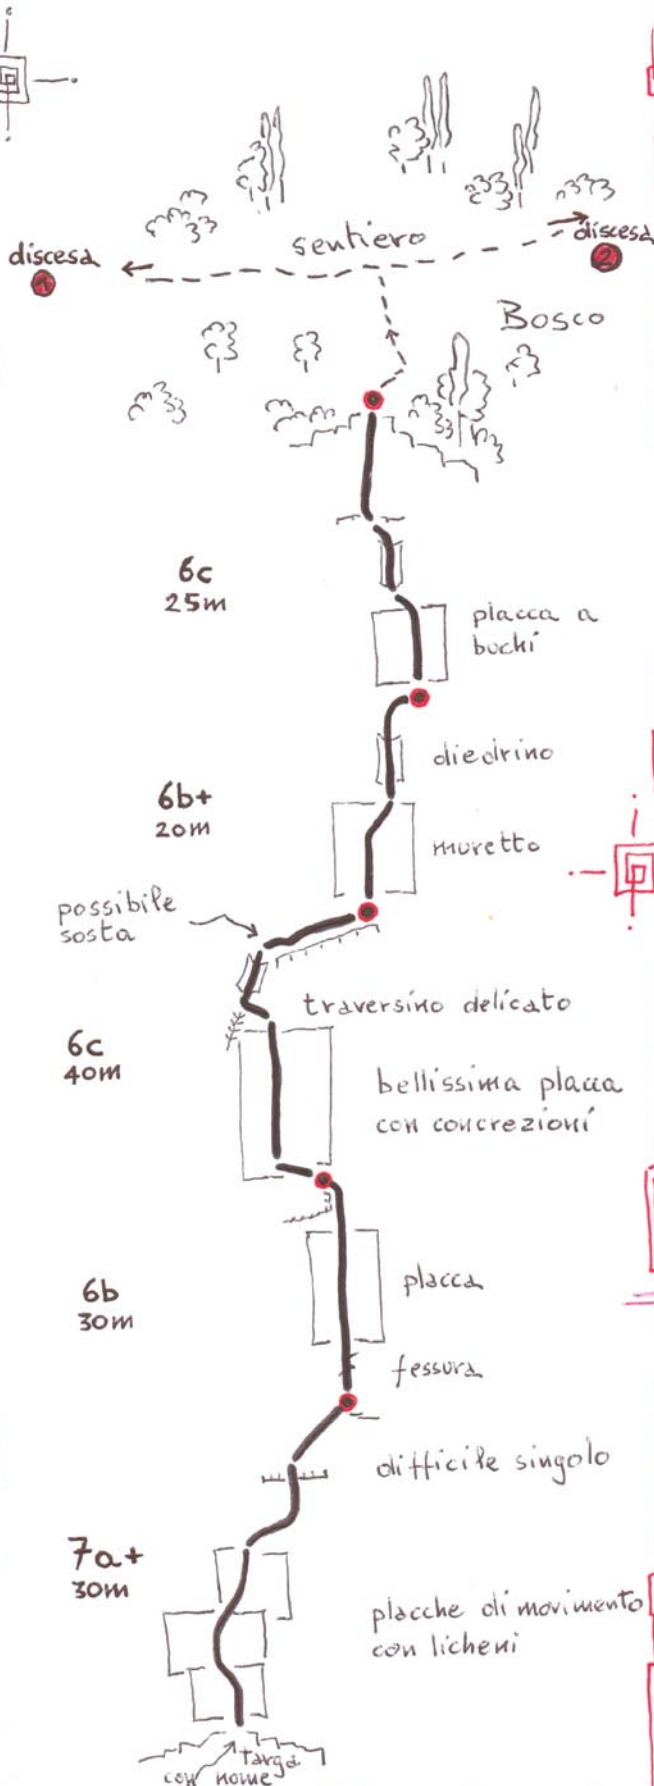 sentiero
discesa
1
discesa
2
Bosco
6c
25m
placca a
buchi
diedrino
6b+
20m
muretto
possibile
sosta
traversino delicato
6c
40m
bellissima placca
con concrezioni
6b
30m
placca
fessura
difficile singolo
7a+
30m
placche di movimento
con licheni
targa
con nome